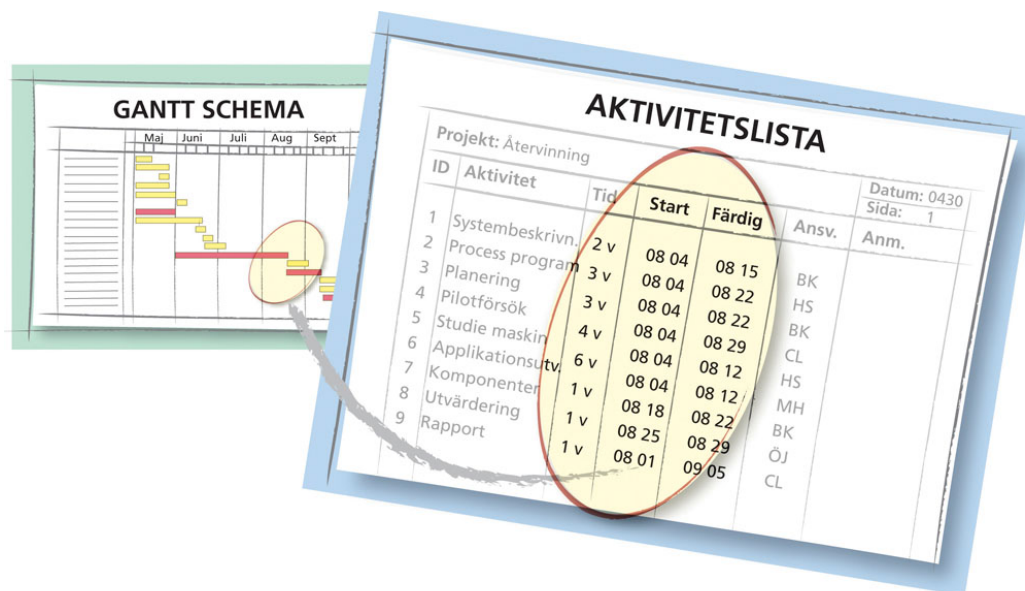 GANTT SCHEMA
Maj Juni Juli Aug Sept
AKTIVITETSLISTA
Projekt: Återvinning
Datum: 0430
Sida: 1
ID Aktivitet Tid Start Färdig Ansv. Anm.
1 Systembeskrivn. 2 v 08 04 08 15 BK
2 Process program 3 v 08 04 08 22 HS
3 Planering 3 v 08 04 08 22 BK
4 Pilotförsök 4 v 08 04 08 29 CL
5 Studie maskin 6 v 08 04 08 12 HS
6 Applikationsutv. 1 v 08 04 08 12 MH
7 Komponenter 1 v 08 18 08 22 BK
8 Utvärdering 1 v 08 25 08 29 ÖJ
9 Rapport 08 01 09 05 CL